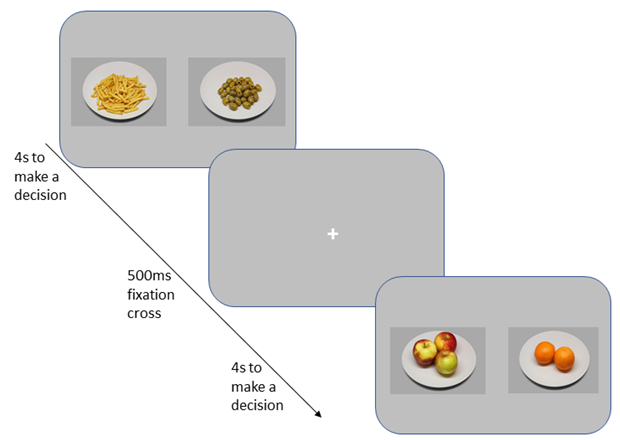 4s to
make a
decision
500ms
fixation
cross
4s to
make a
decision